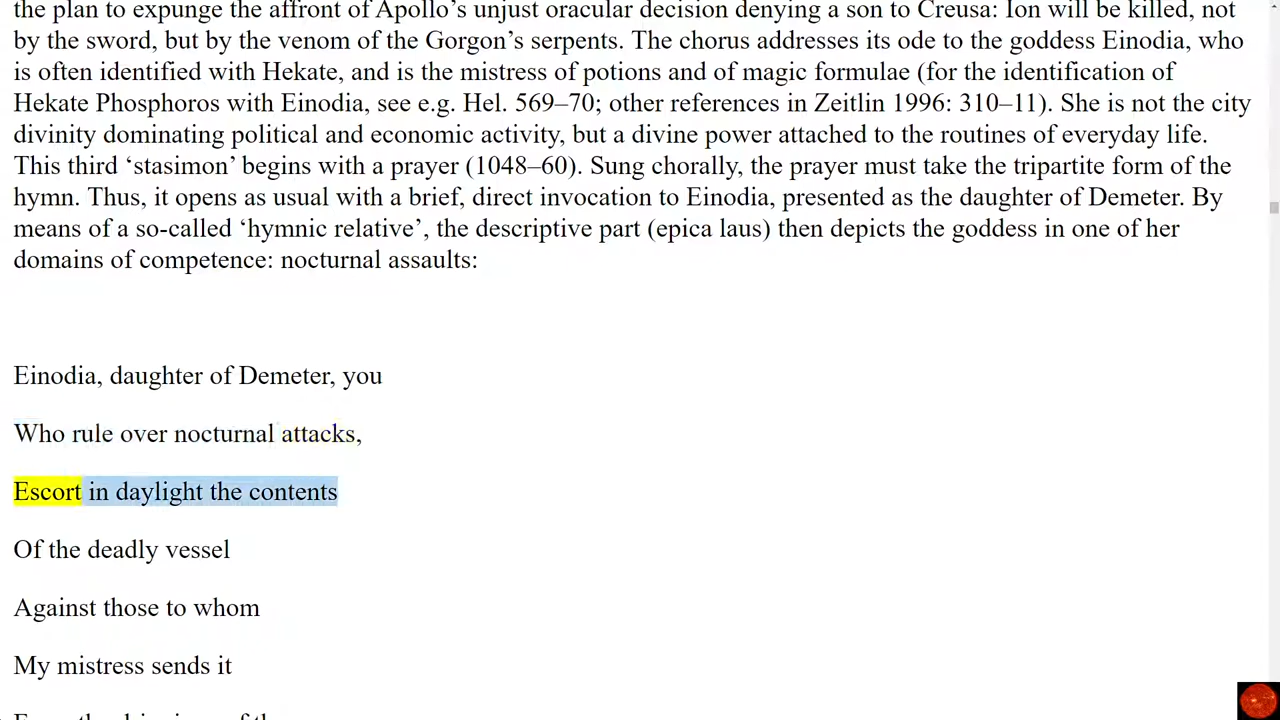 the plan to expunge the affront of Apollo’s unjust oracular decision denying a son to Creusa: Ion will be killed, not
by the sword, but by the venom of the Gorgon’s serpents. The chorus addresses its ode to the goddess Einodia, who
is often identified with Hekate, and is the mistress of potions and of magic formulae (for the identification of
Hekate Phosphoros with Einodia, see e.g. Hel. 569–70; other references in Zeitlin 1996: 310–11). She is not the city
divinity dominating political and economic activity, but a divine power attached to the routines of everyday life.
This third ‘stasimon’ begins with a prayer (1048–60). Sung chorally, the prayer must take the tripartite form of the
hymn. Thus, it opens as usual with a brief, direct invocation to Einodia, presented as the daughter of Demeter. By
means of a so-called ‘hymnic relative’, the descriptive part (epica laus) then depicts the goddess in one of her
domains of competence: nocturnal assaults:
Einodia, daughter of Demeter, you
Who rule over nocturnal attacks,
Escort in daylight the contents
Of the deadly vessel
Against those to whom
My mistress sends it